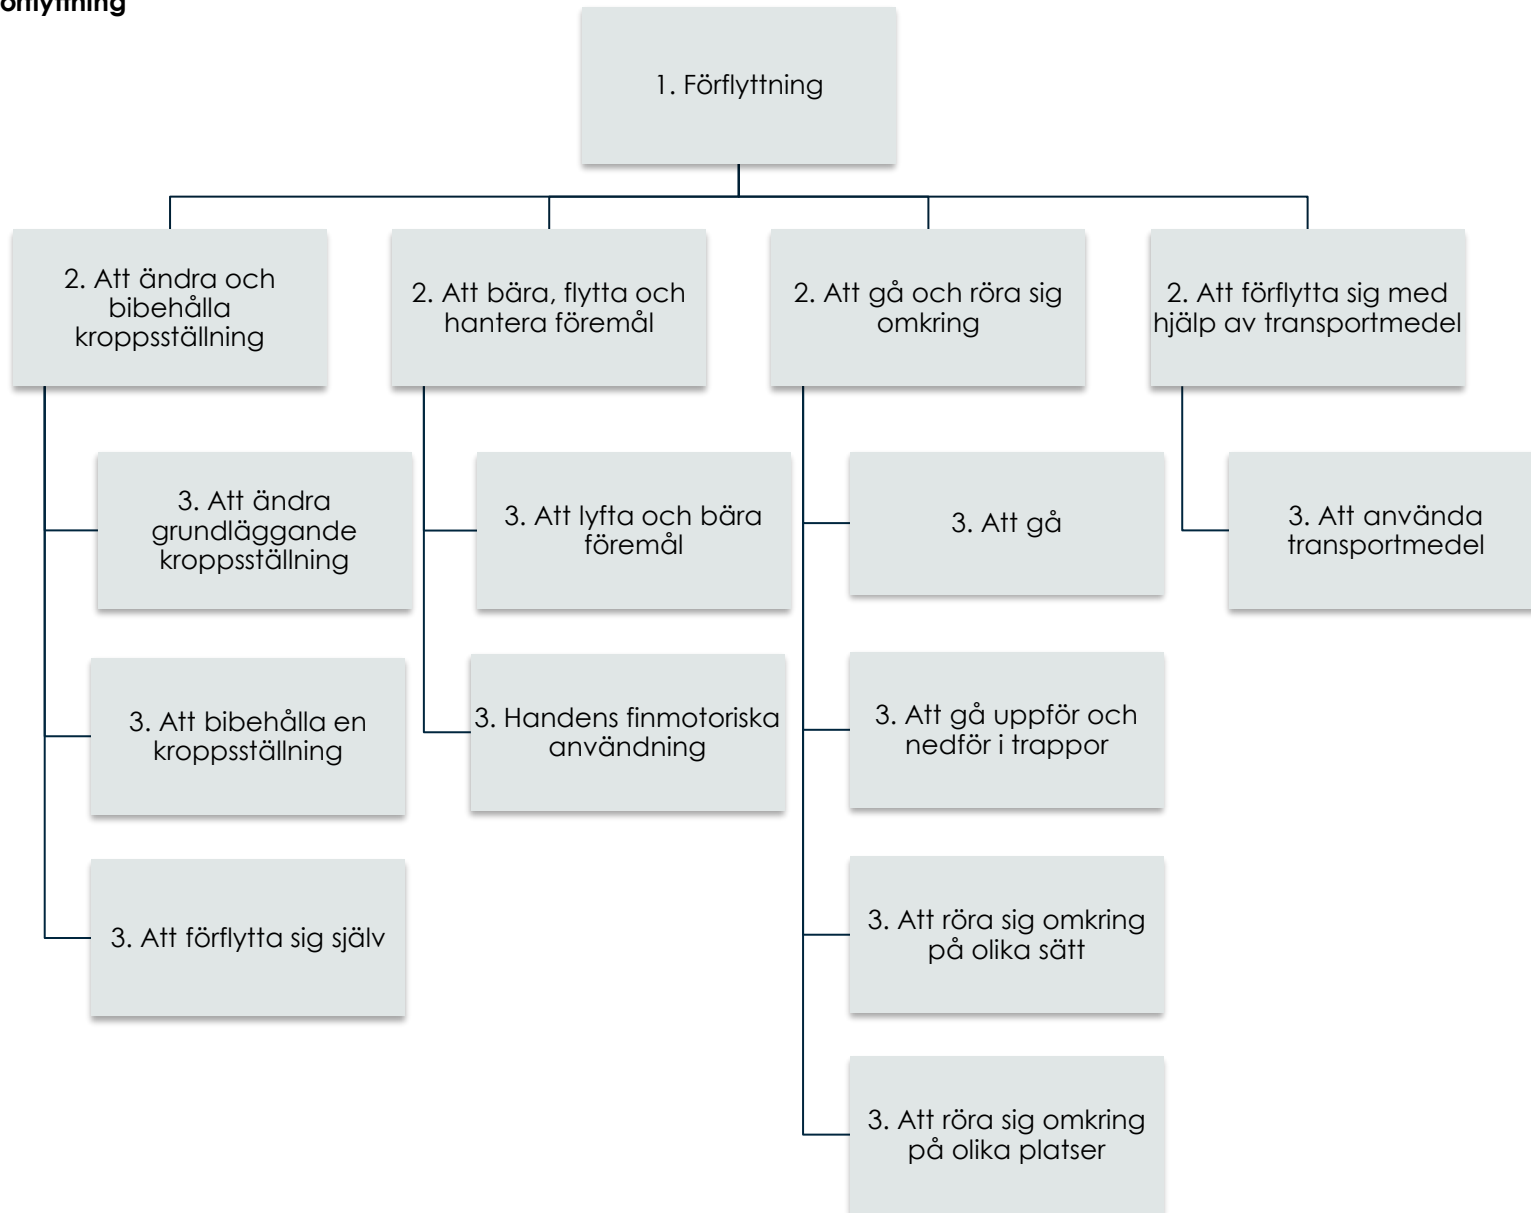 örflyttning
1. Förflyttning
2. Att ändra och
bibehålla
kroppsställning
2. Att bära, flytta och
hantera föremål
2. Att gå och röra sig
omkring
2. Att förflytta sig med
hjälp av transportmedel
3. Att ändra
grundläggande
kroppsställning
3. Att bibehålla en
kroppsställning
3. Att förflytta sig själv
3. Att lyfta och bära
föremål
3. Handens finmotoriska
användning
3. Att gå
3. Att gå uppför och
nedför i trappor
3. Att röra sig omkring
på olika sätt
3. Att röra sig omkring
på olika platser
3. Att använda
transportmedel